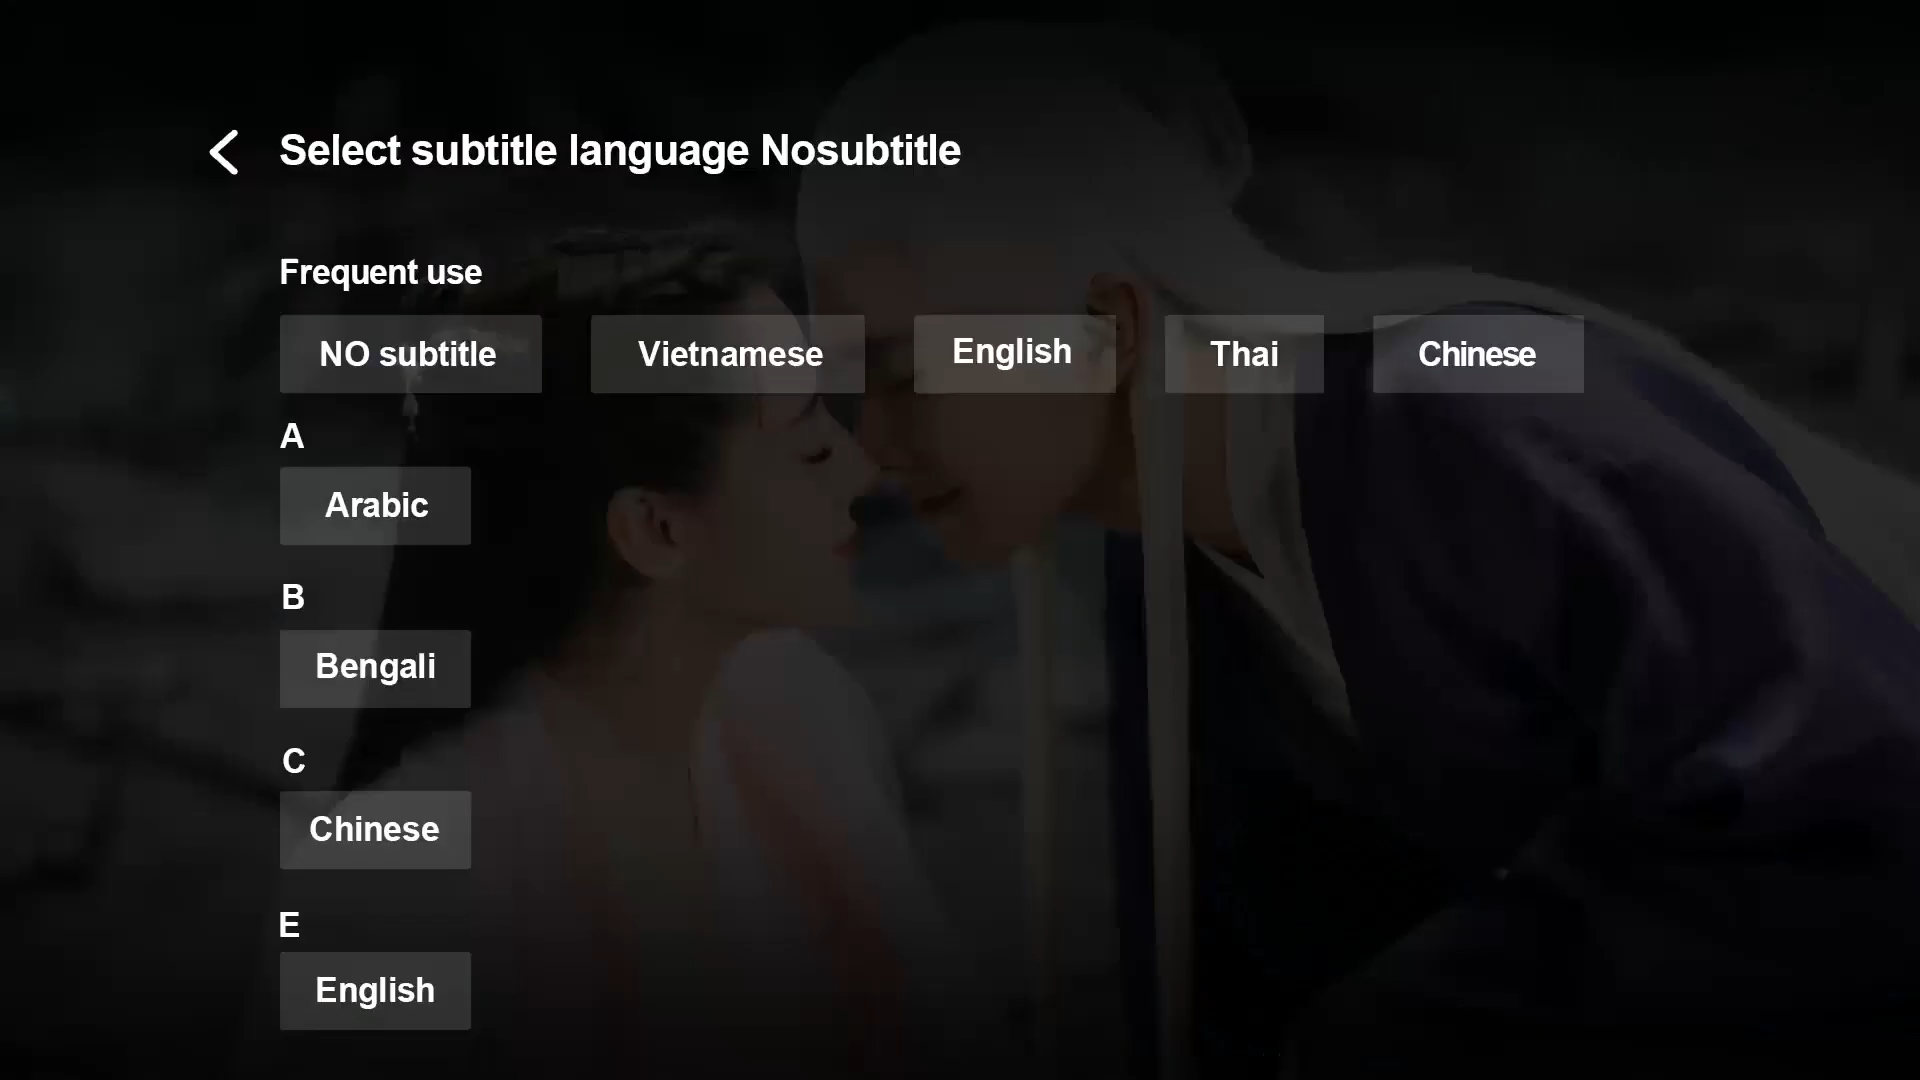 Select subtitle language Nosubtitle
Frequent use
NO subtitle Vietnamese English Thai Chinese
A
Arabic
B
Bengali
C
Chinese
E
English